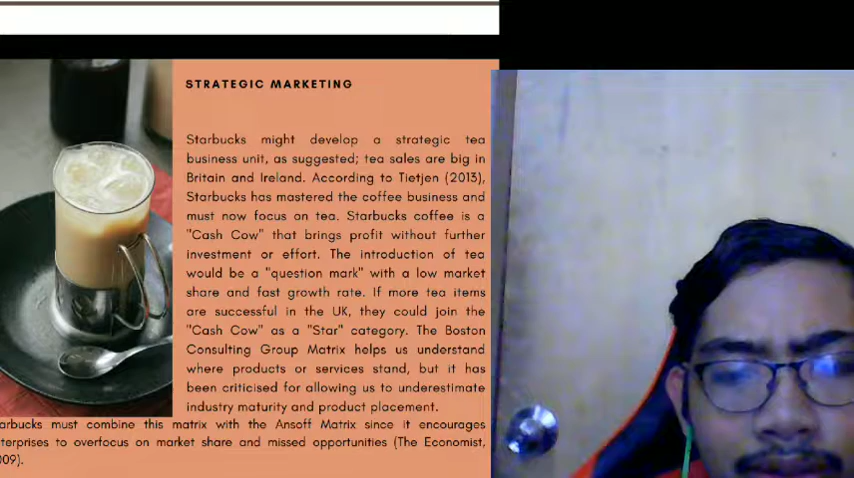 STRATEGIC MARKETING
Starbucks might develop a strategic tea
business unit, as suggested; tea sales are big in
Britain and Ireland. According to Tietjen (2013),
Starbucks has mastered the coffee business and
must now focus on tea. Starbucks coffee is a
"Cash Cow" that brings profit without further
investment or effort. The introduction of tea
would be a "question mark" with a low market
share and fast growth rate. If more tea items
are successful in the UK, they could join the
"Cash Cow" as a "Star" category. The Boston
Consulting Group Matrix helps us understand
where products or services stand, but it has
been criticised for allowing us to underestimate
industry maturity and product placement.
arbucks must combine this matrix with the Ansoff Matrix since it encourages
terprises to overfocus on market share and missed opportunities (The Economist,
009).